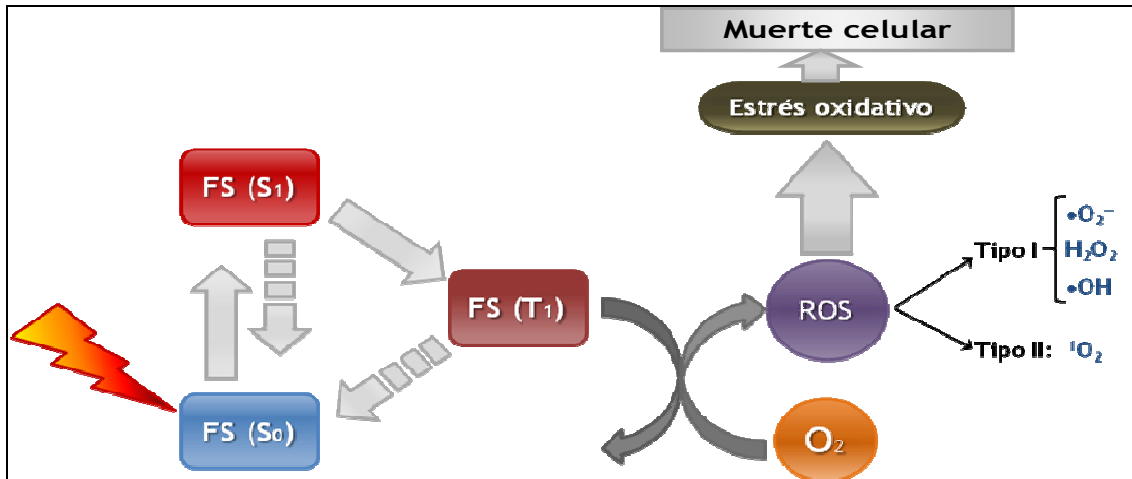 Muerte celular
Estrés oxidativo
FS (S₁)
FS (T₁)
FS (S₀)
ROS
O₂
Tipo I
•O₂⁻
H₂O₂
•OH
Tipo II: ¹O₂